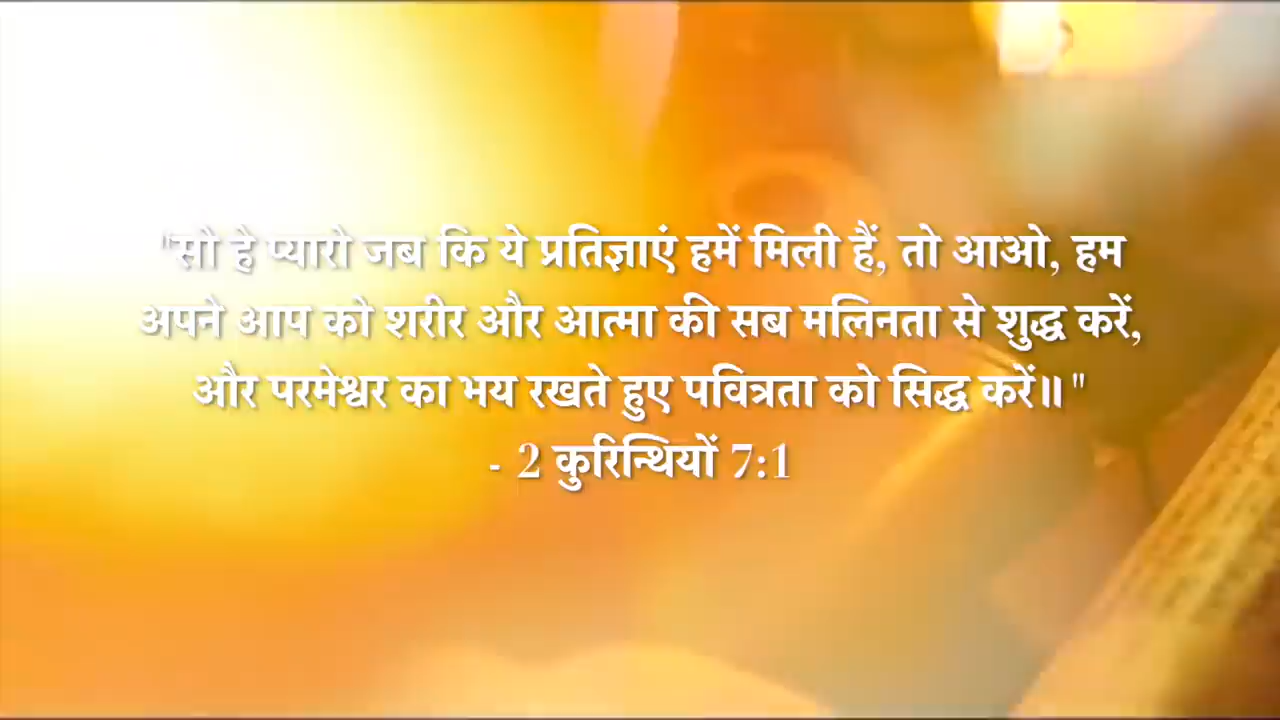 "सो हे प्यारो जब कि ये प्रतिज्ञाएं हमें मिली हैं, तो आओ, हम
अपने आप को शरीर और आत्मा की सब मलिनता से शुद्ध करें,
और परमेश्वर का भय रखते हुए पवित्रता को सिद्ध करें॥"
- 2 कुरिन्थियों 7:1